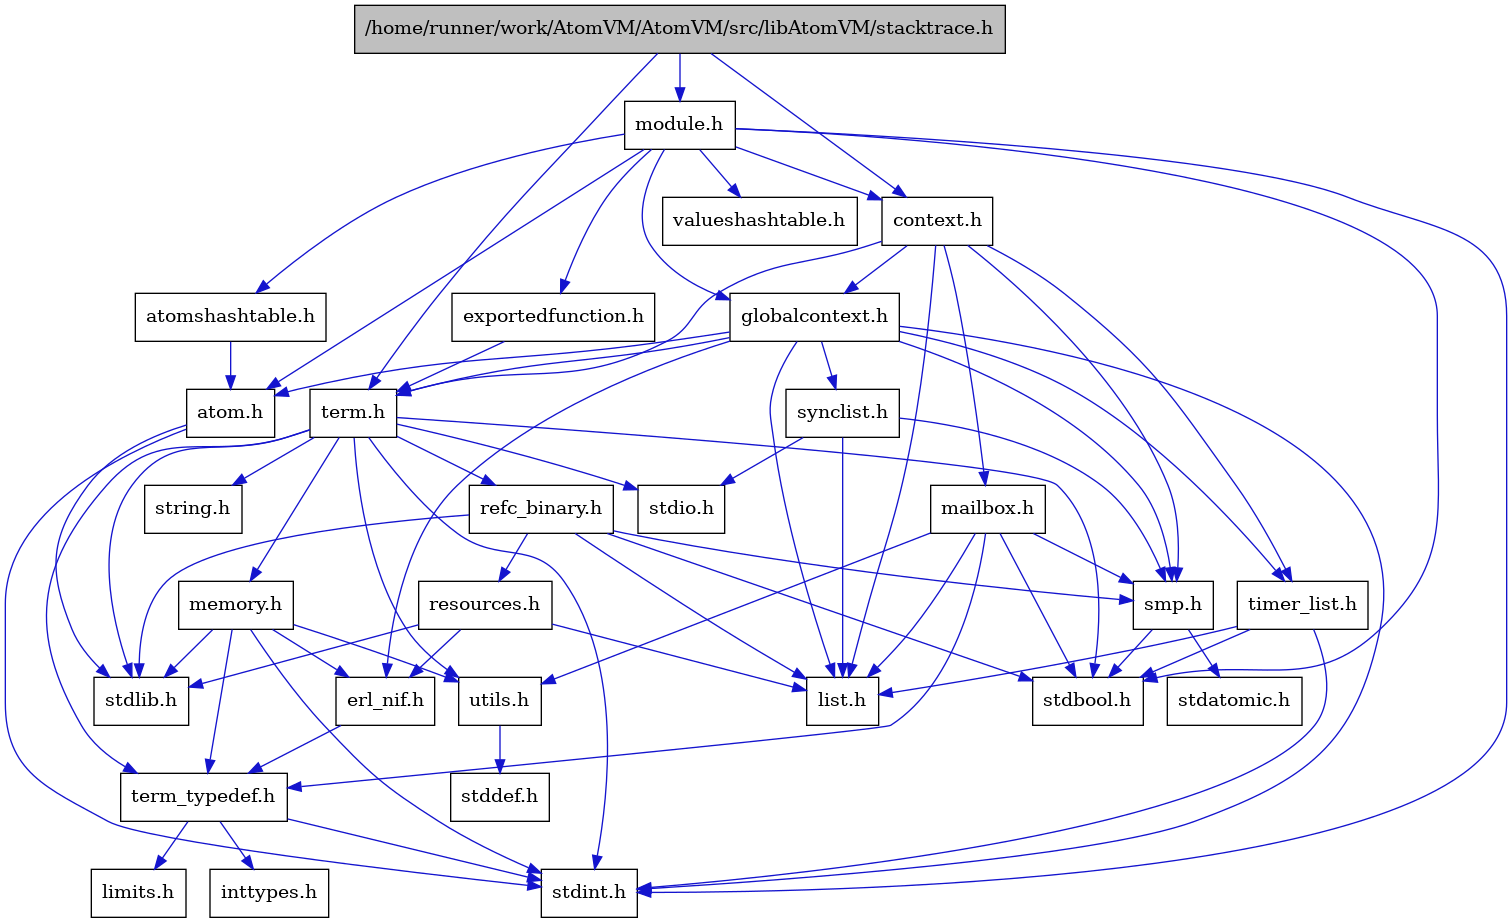 /home/runner/work/AtomVM/AtomVM/src/libAtomVM/stacktrace.h
module.h
valueshashtable.h
context.h
atomshashtable.h
exportedfunction.h
globalcontext.h
atom.h
term.h
synclist.h
string.h
refc_binary.h
stdio.h
mailbox.h
memory.h
resources.h
smp.h
timer_list.h
stdlib.h
erl_nif.h
utils.h
list.h
stdbool.h
stdatomic.h
term_typedef.h
stddef.h
limits.h
inttypes.h
stdint.h